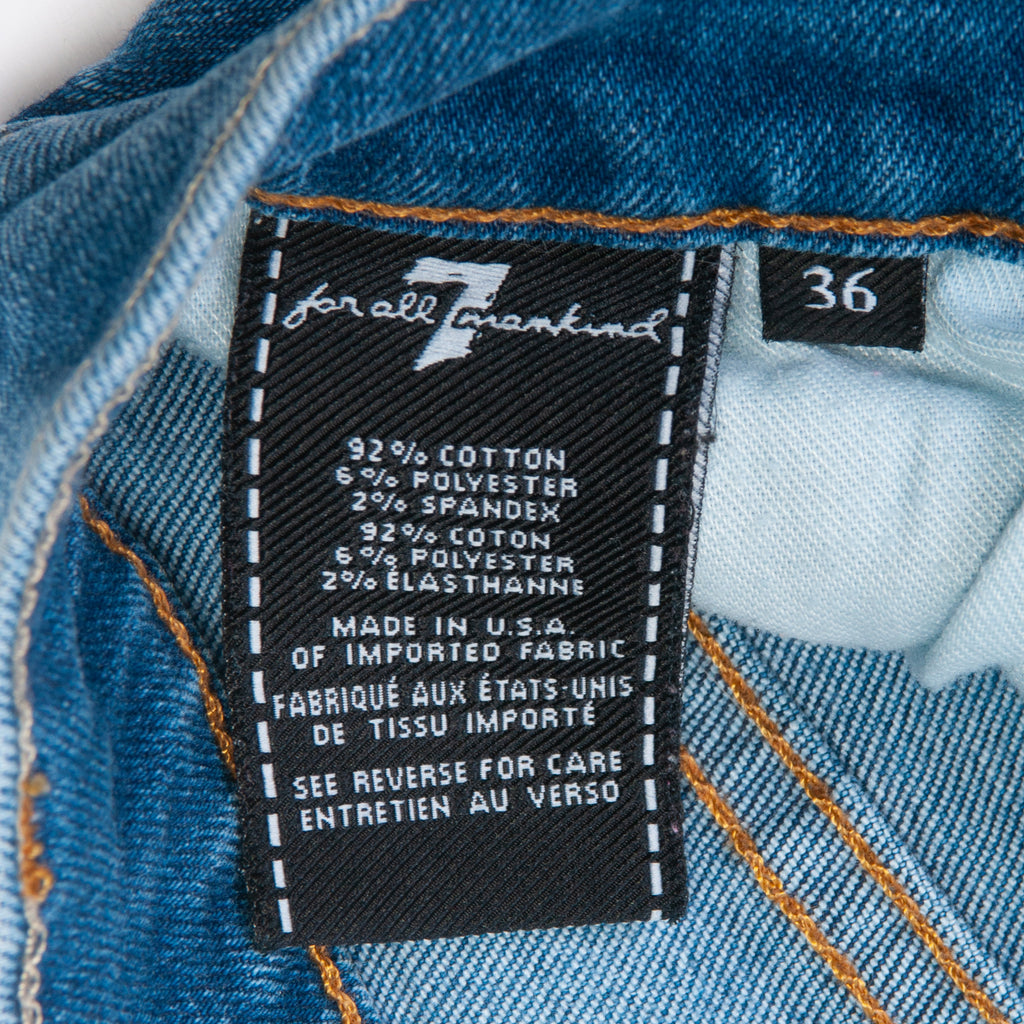 for all 7 mankind
36
92% COTTON
6% POLYESTER
2% SPANDEX
92% COTON
6% POLYESTER
2% ÉLASTHANNE
MADE IN U.S.A.
OF IMPORTED FABRIC
FABRIQUÉ AUX ÉTATS-UNIS
DE TISSU IMPORTÉ
SEE REVERSE FOR CARE
ENTRETIEN AU VERSO